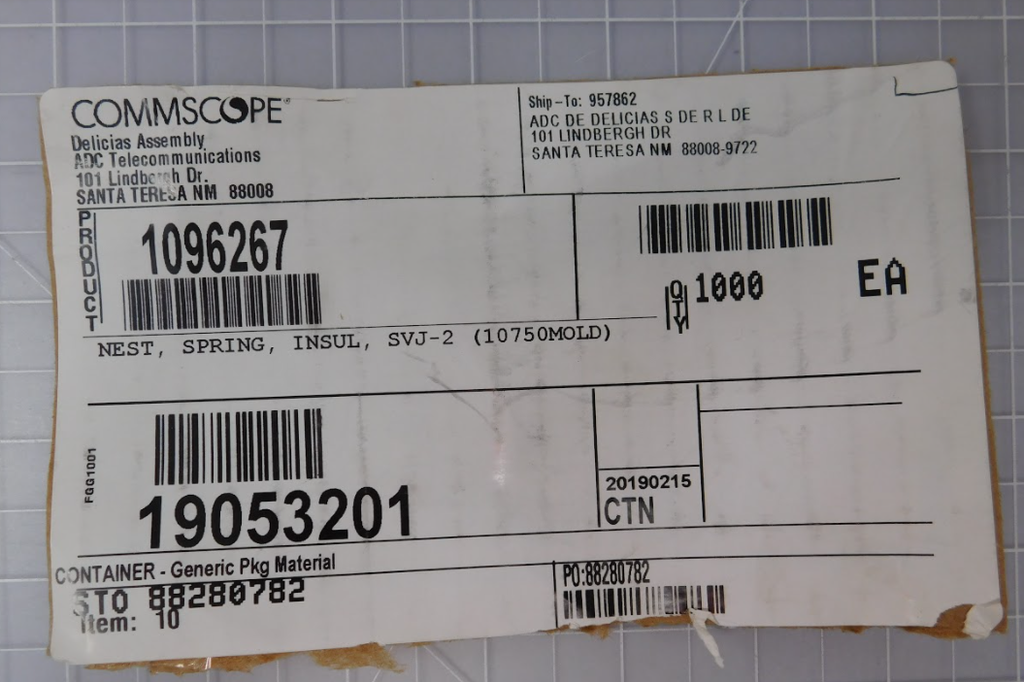 COMMSCOPE®
Delicias Assembly
ADC Telecommunications
101 Lindbergh Dr.
SANTA TERESA NM 88008
Ship-To: 957862
ADC DE DELICIAS S DE R L DE
101 LINDBERGH DR
SANTA TERESA NM 88008-9722
PRODUCT
1096267
QTY 1000 EA
NEST, SPRING, INSUL, SVJ-2 (10750MOLD)
FGG1001
19053201
20190215
CTN
CONTAINER - Generic Pkg Material
STO 88280782
Item: 10
PO:88280782